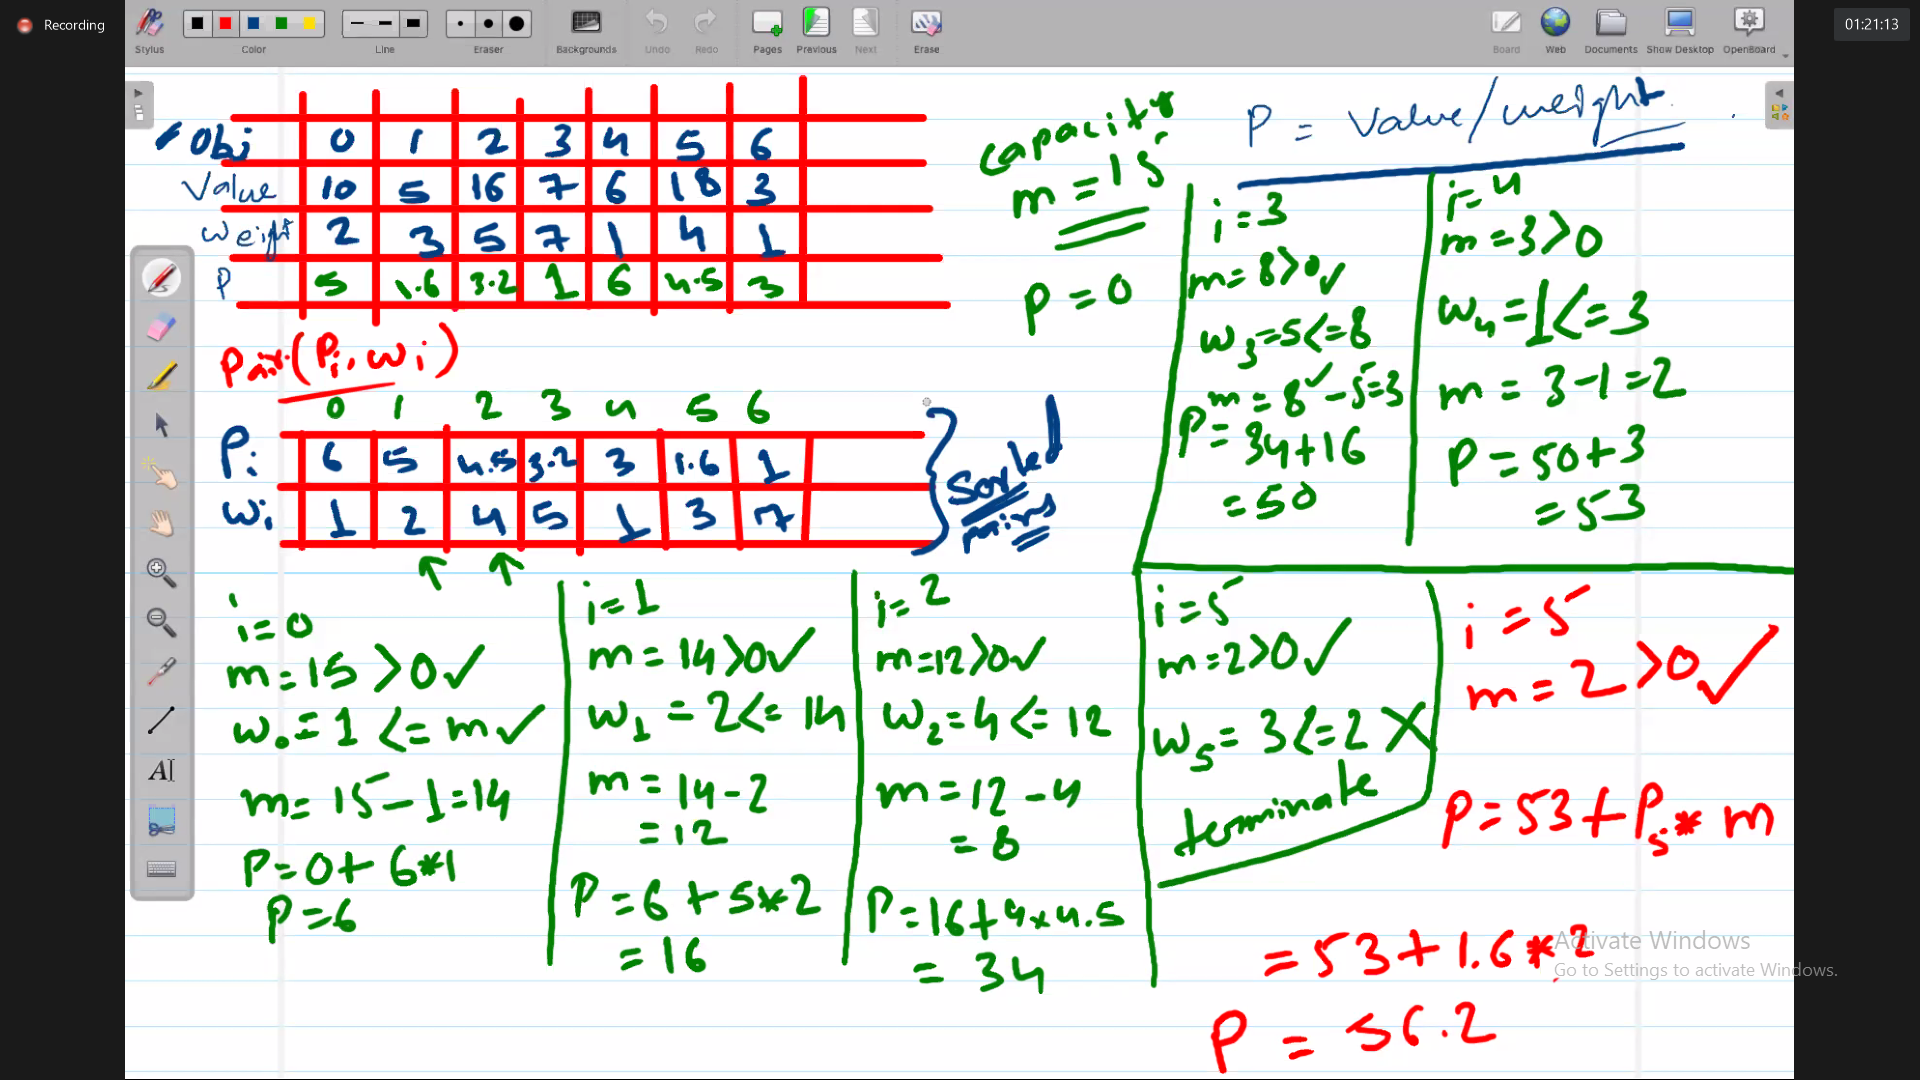 Recording
01:21:13
Stylus Color Line Eraser Backgrounds Undo Redo Pages Previous Next Erase Board Web Documents Show Desktop OpenBoard
Obj 0 1 2 3 4 5 6
Value 10 5 16 7 6 18 3
Weight 2 3 5 7 1 4 1
P 5 1.6 3.2 1 6 4.5 3
capacity
m = 15
P = 0
P = Value/weight
Pair(Pi, wi)
0 1 2 3 4 5 6
Pi 6 5 4.5 3.2 3 1.6 1
wi 1 2 4 5 1 3 7
Sorted
pairs
i=0
m=15 >0✓
w0=1 <=m✓
m=15-1=14
P=0+6*1
P=6
i=1
m=14>0✓
w1=2<=14
m=14-2
=12
P=6+5*2
=16
i=2
m=12>0✓
w2=4<=12
m=12-4
=8
P=16+4x4.5
=34
i=3
m=8>0✓
w3=5<=8
m=8-5=3
P=34+16
=50
i=4
m=3>0
w4=1<=3
m=3-1=2
P=50+3
=53
i=5
m=2>0✓
w5=3<=2 X
terminate
i=5
m=2>0✓
P=53+P5*m
=53+1.6*2
P=56.2
Activate Windows
Go to Settings to activate Windows.
AI